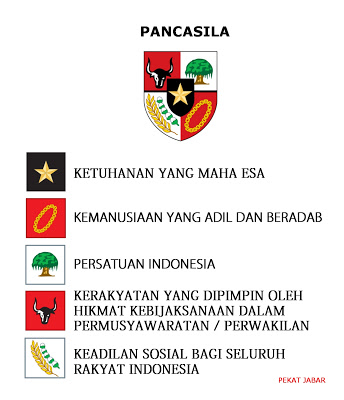 PANCASILA
KETUHANAN YANG MAHA ESA
KEMANUSIAAN YANG ADIL DAN BERADAB
PERSATUAN INDONESIA
KERAKYATAN YANG DIPIMPIN OLEH
HIKMAT KEBIJAKSANAAN DALAM
PERMUSYAWARATAN / PERWAKILAN
KEADILAN SOSIAL BAGI SELURUH
RAKYAT INDONESIA
PEKAT JABAR